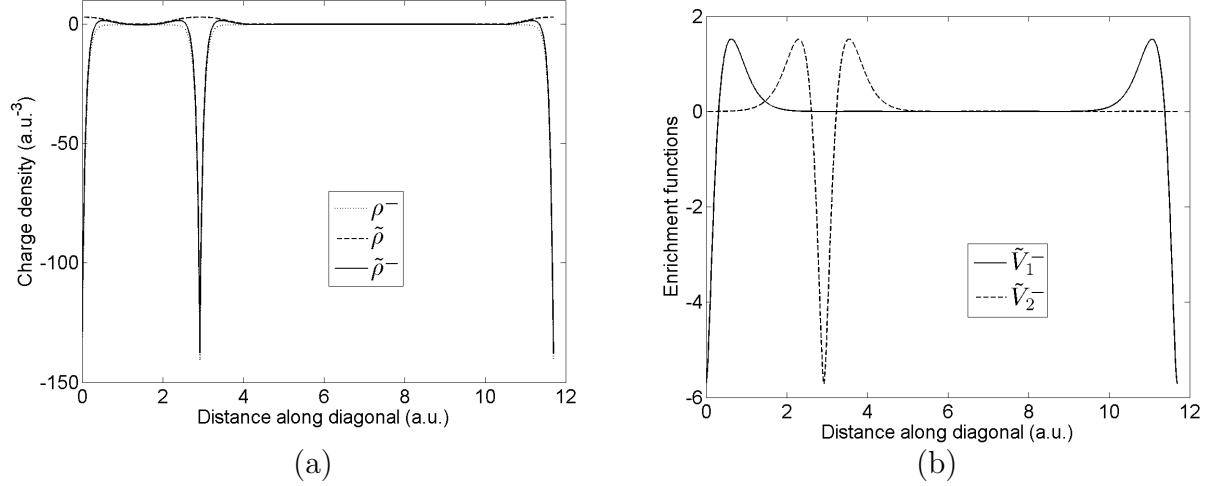 0
-50
-100
-150
Charge density (a.u.-3)
0 2 4 6 8 10 12
Distance along diagonal (a.u.)
ρ−
ρ̃
ρ̃−
(a)
2
0
-2
-4
-6
Enrichment functions
0 2 4 6 8 10 12
Distance along diagonal (a.u.)
Ṽ1−
Ṽ2−
(b)